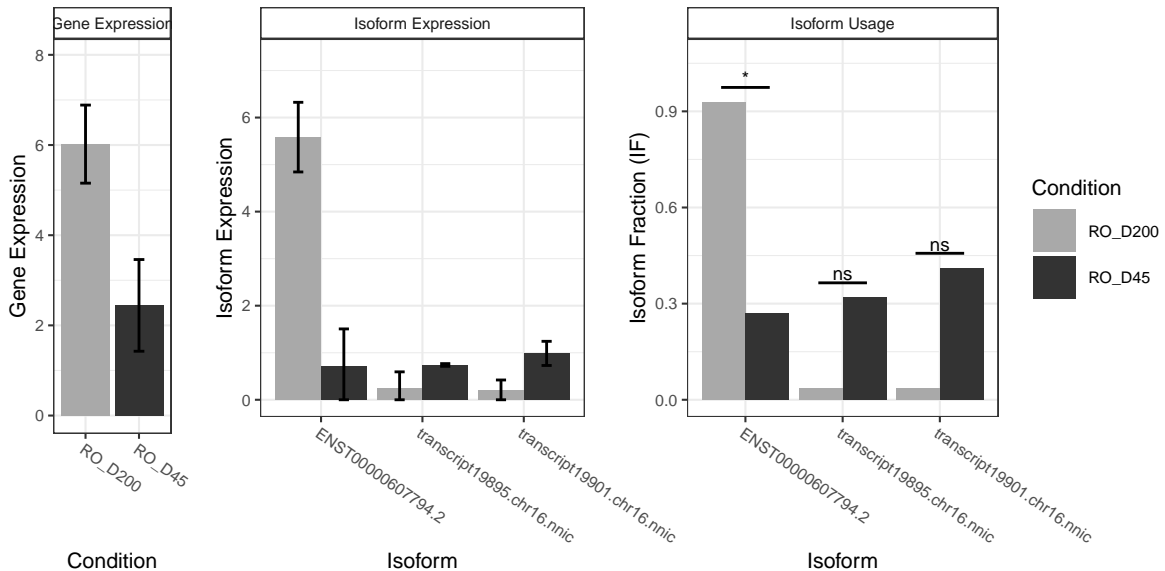 Gene Expression
Gene Expression
8
6
4
2
0
RO_D200
RO_D45
Condition
Isoform Expression
Isoform Expression
6
4
2
0
ENST00000607794.2
transcript19895.chr16.nnic
transcript19901.chr16.nnic
Isoform
Isoform Usage
Isoform Fraction (IF)
0.9
0.6
0.3
0.0
*
ns
ns
ENST00000607794.2
transcript19895.chr16.nnic
transcript19901.chr16.nnic
Isoform
Condition
RO_D200
RO_D45